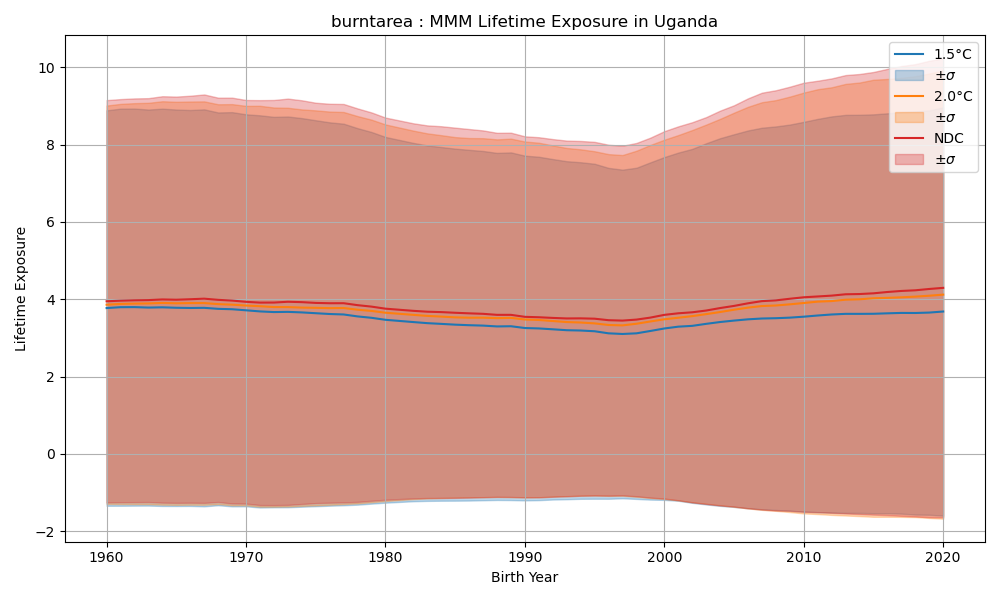 burntarea : MMM Lifetime Exposure in Uganda
10
8
6
4
2
0
−2
Lifetime Exposure
1960
1970
1980
1990
2000
2010
2020
Birth Year
1.5°C
±σ
2.0°C
±σ
NDC
±σ